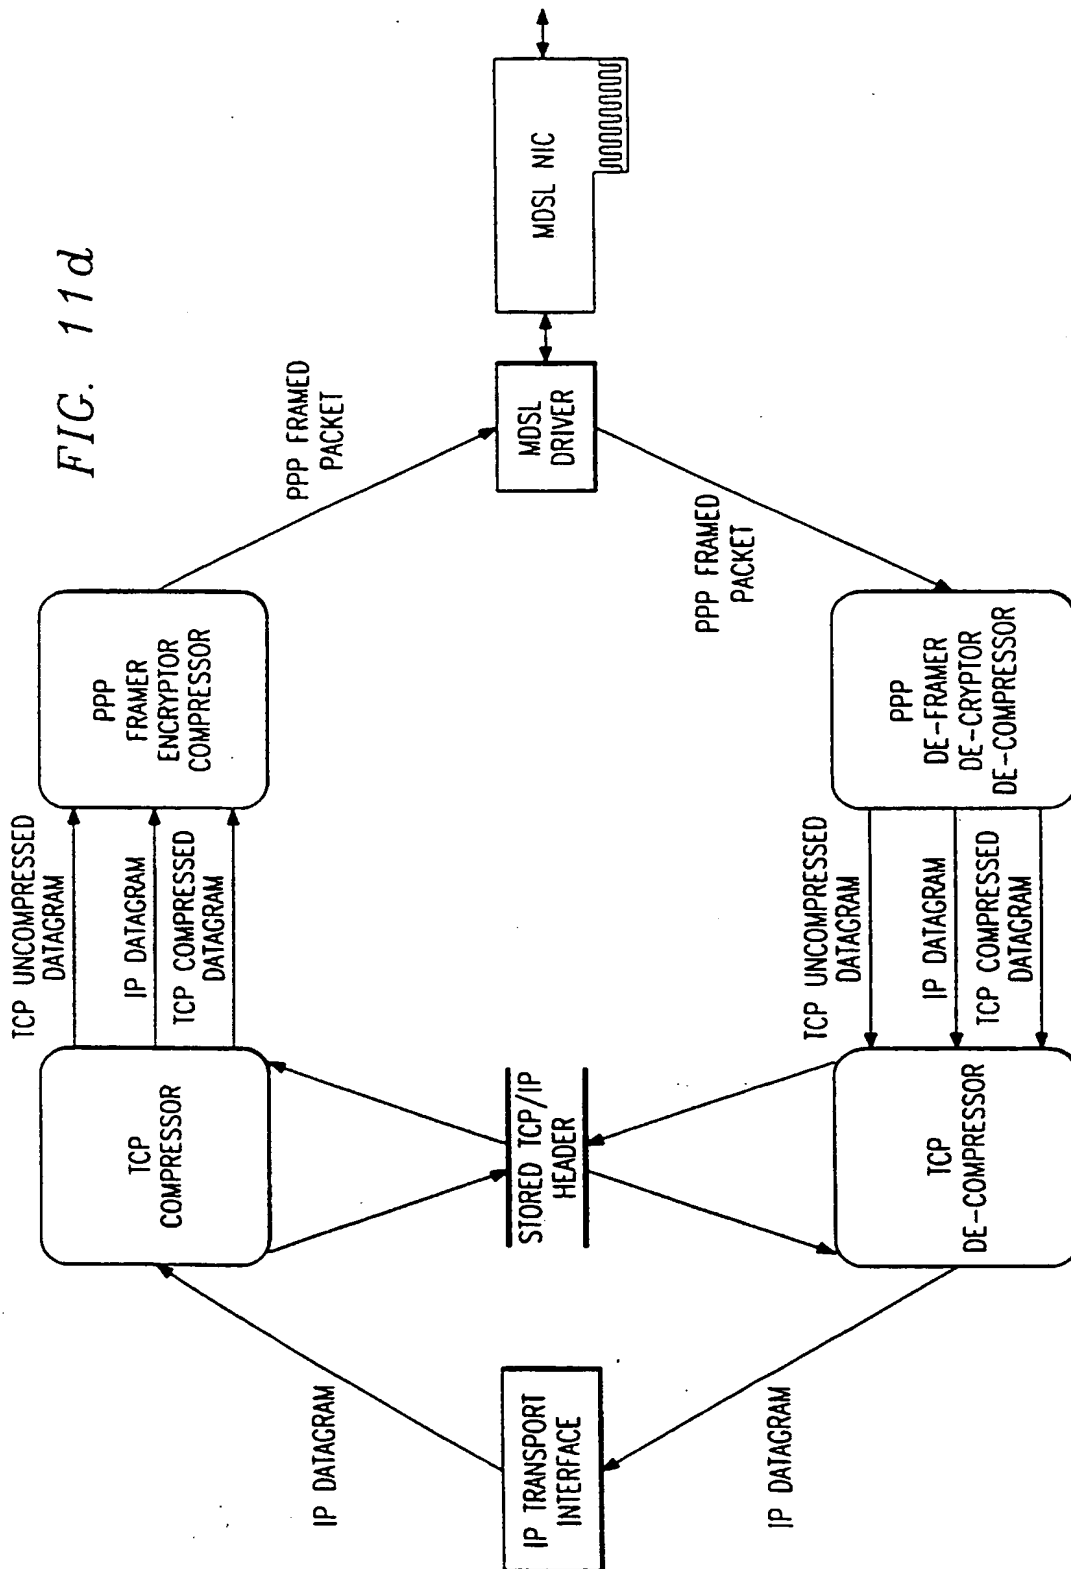 FIG. 11d
IP TRANSPORT
INTERFACE
IP DATAGRAM
IP DATAGRAM
TCP
COMPRESSOR
STORED TCP/IP
HEADER
TCP
DE-COMPRESSOR
TCP UNCOMPRESSED
DATAGRAM
IP DATAGRAM
TCP COMPRESSED
DATAGRAM
TCP UNCOMPRESSED
DATAGRAM
IP DATAGRAM
TCP COMPRESSED
DATAGRAM
PPP
FRAMER
ENCRYPTOR
COMPRESSOR
PPP
DE-FRAMER
DE-CRYPTOR
DE-COMPRESSOR
PPP FRAMED
PACKET
PPP FRAMED
PACKET
MDSL
DRIVER
MDSL NIC